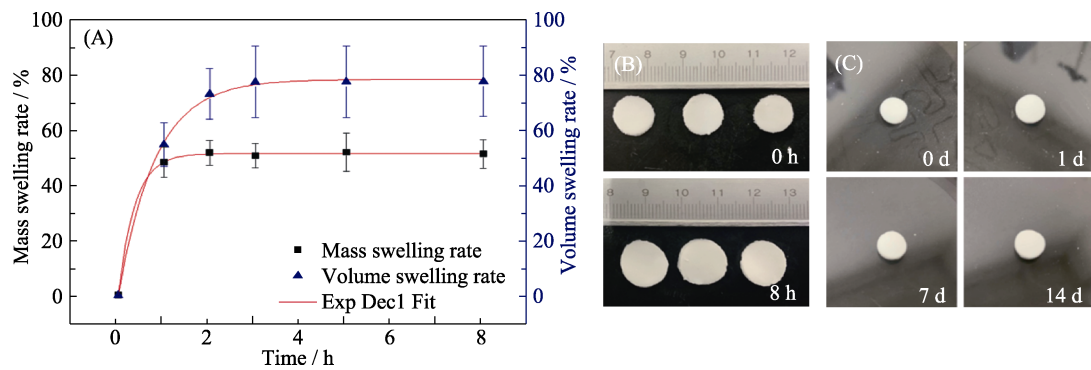 (A)
Mass swelling rate / %
100
80
60
40
20
0
100
80
60
40
20
0
Volume swelling rate / %
Mass swelling rate
Volume swelling rate
Exp Dec1 Fit
0 2 4 6 8
Time / h
(B)
7 8 9 10 11 12
0 h
8 9 10 11 12 13
8 h
(C)
0 d
1 d
7 d
14 d